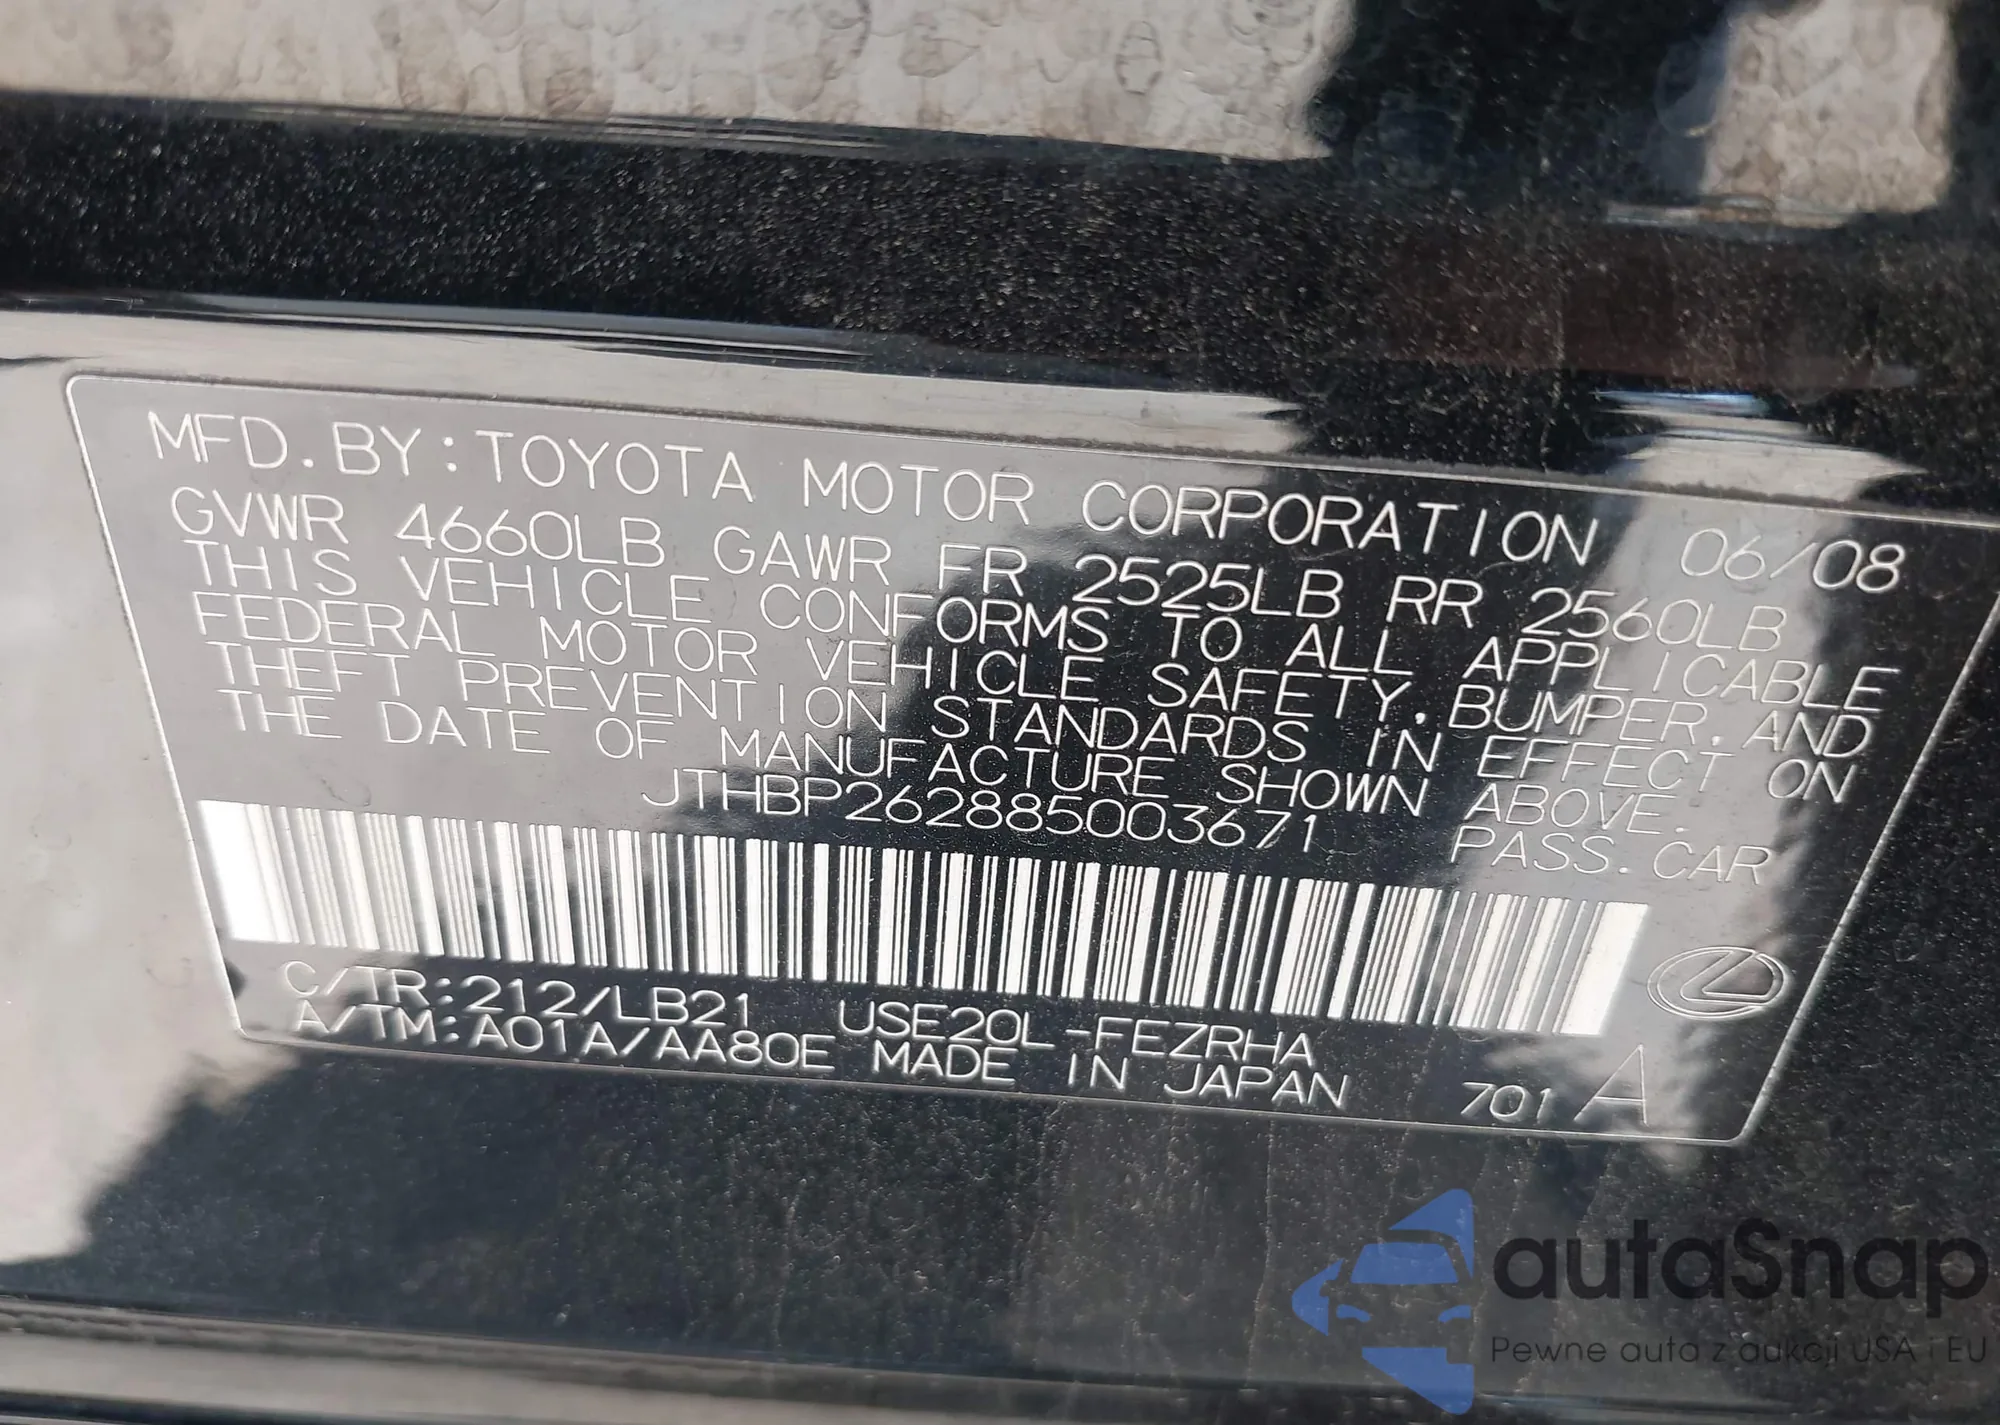 MFD. BY: TOYOTA MOTOR CORPORATION 06/08
GVWR 4660LB GAWR FR 2525LB RR 2560LB
THIS VEHICLE CONFORMS TO ALL APPLICABLE
FEDERAL MOTOR VEHICLE SAFETY, BUMPER, AND
THEFT PREVENTION STANDARDS IN EFFECT ON
THE DATE OF MANUFACTURE SHOWN ABOVE.
JTHBP262885003671 PASS. CAR
C/TR:212/LB21 USE20L-FEZRHA
A/TM:A01A/AA80E MADE IN JAPAN 701 A
autaSnap
Pewne auta z aukcji USA i EU